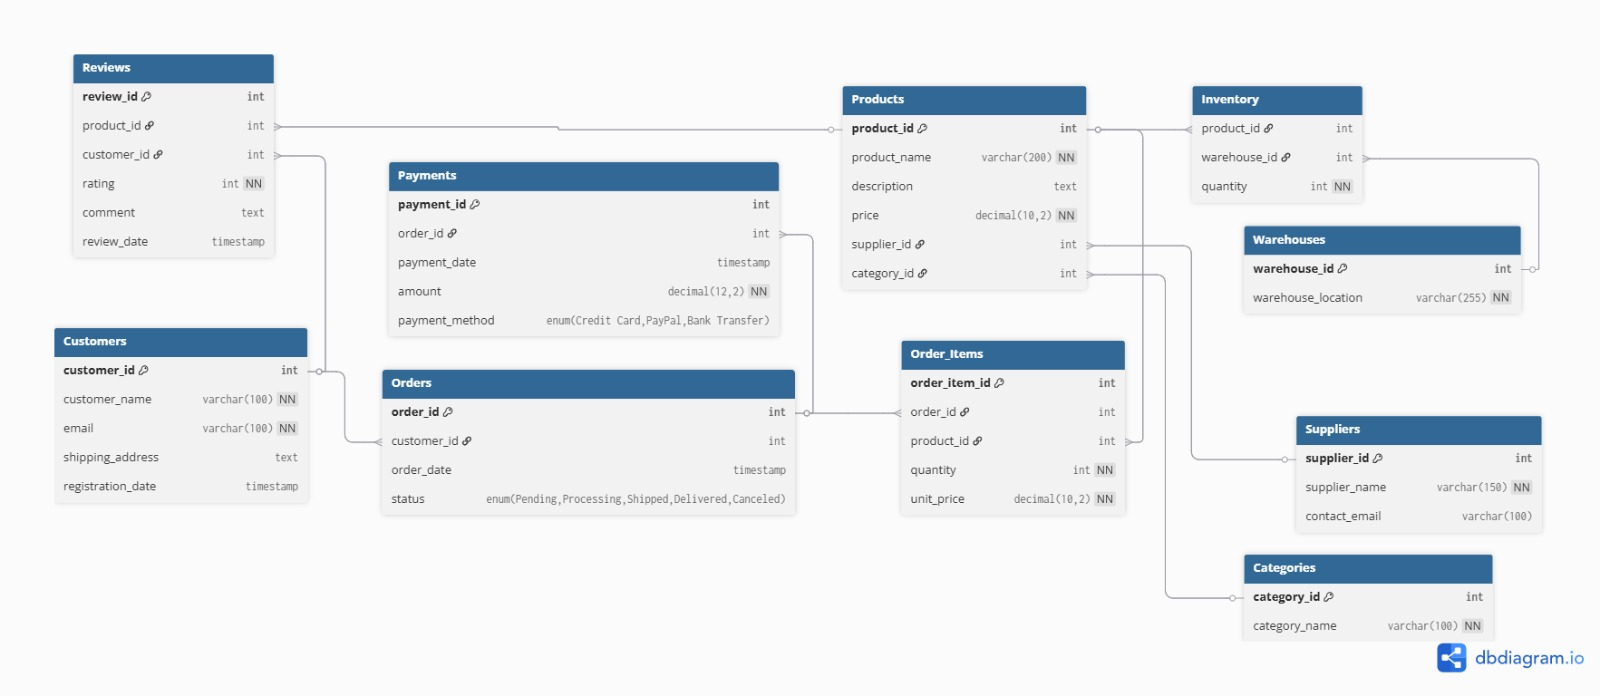 Reviews
review_id int
product_id int
customer_id int
rating int NN
comment text
review_date timestamp
Payments
payment_id int
order_id int
payment_date timestamp
amount decimal(12,2) NN
payment_method enum(Credit Card,PayPal,Bank Transfer)
Products
product_id int
product_name varchar(200) NN
description text
price decimal(10,2) NN
supplier_id int
category_id int
Inventory
product_id int
warehouse_id int
quantity int NN
Warehouses
warehouse_id int
warehouse_location varchar(255) NN
Customers
customer_id int
customer_name varchar(100) NN
email varchar(100) NN
shipping_address text
registration_date timestamp
Orders
order_id int
customer_id int
order_date timestamp
status enum(Pending,Processing,Shipped,Delivered,Canceled)
Order_Items
order_item_id int
order_id int
product_id int
quantity int NN
unit_price decimal(10,2) NN
Suppliers
supplier_id int
supplier_name varchar(150) NN
contact_email varchar(100)
Categories
category_id int
category_name varchar(100) NN
dbdiagram.io